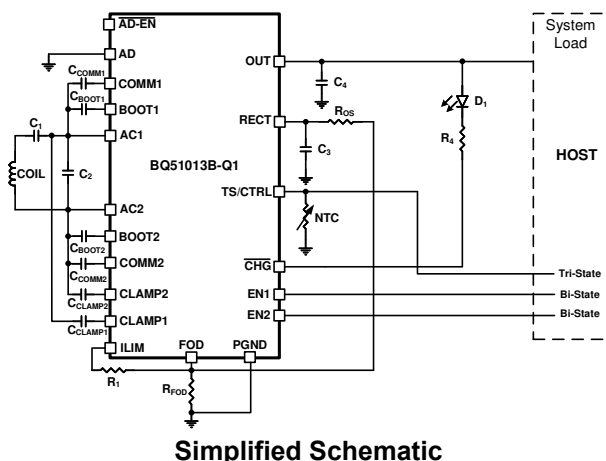 AD-EN
AD
COMM1
BOOT1
AC1
AC2
BOOT2
COMM2
CLAMP2
CLAMP1
ILIM
FOD
PGND
OUT
RECT
TS/CTRL
CHG
EN1
EN2
BQ51013B-Q1
CCOMM1
CBOOT1
C1
C2
COIL
CBOOT2
CCOMM2
CCLAMP2
CCLAMP1
R1
RFOD
C4
D1
ROS
R4
C3
NTC
System
Load
HOST
Tri-State
Bi-State
Bi-State
Simplified Schematic